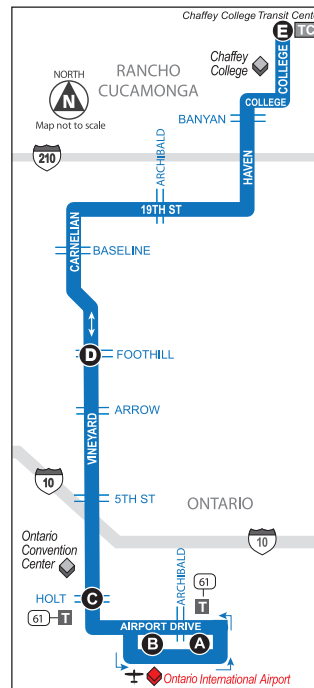 Chaffey College Transit Center
E
TC
NORTH
N
Map not to scale
RANCHO
CUCAMONGA
Chaffey
College
COLLEGE
COLLEGE
BANYAN
HAVEN
210
ARCHIBALD
19TH ST
CARNELIAN
BASELINE
D
FOOTHILL
VINEYARD
ARROW
10
5TH ST
ONTARIO
10
Ontario
Convention
Center
HOLT
C
61
T
ARCHIBALD
61
T
AIRPORT DRIVE
B
A
Ontario International Airport